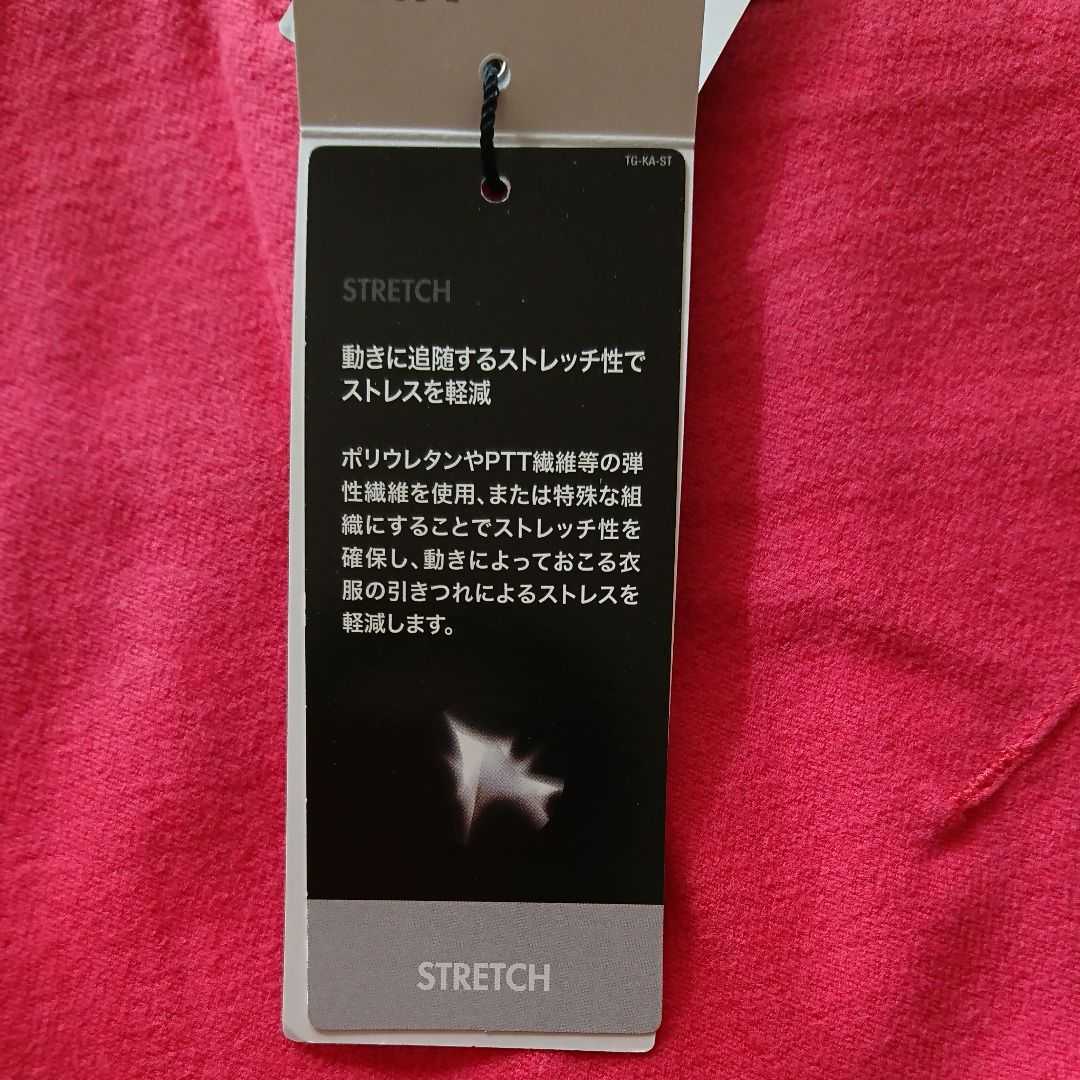 TG-KA-ST
STRETCH
動きに追随するストレッチ性で
ストレスを軽減
ポリウレタンやPTT繊維等の弾
性繊維を使用、または特殊な組
織にすることでストレッチ性を
確保し、動きによっておこる衣
服の引きつれによるストレスを
軽減します。
STRETCH